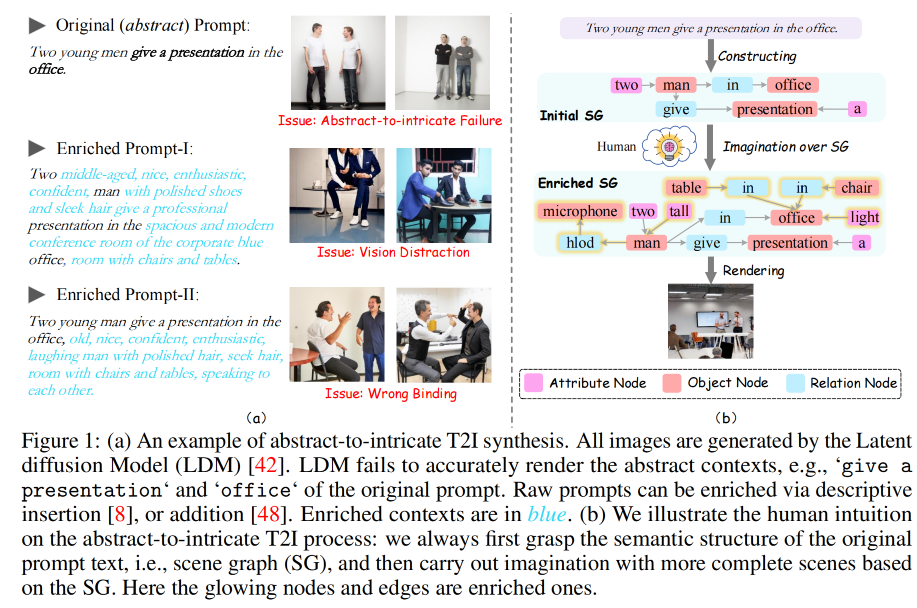 Original (abstract) Prompt:
Two young men give a presentation in the
office.
Issue: Abstract-to-intricate Failure
Enriched Prompt-I:
Two middle-aged, nice, enthusiastic,
confident, man with polished shoes
and sleek hair give a professional
presentation in the spacious and modern
conference room of the corporate blue
office, room with chairs and tables.
Issue: Vision Distraction
Enriched Prompt-II:
Two young man give a presentation in the
office, old, nice, confident, enthusiastic,
laughing man with polished hair, seek hair,
room with chairs and tables, speaking to
each other.
Issue: Wrong Binding
(a)
Two young men give a presentation in the office.
Constructing
two man in office
give presentation a
Initial SG
Human
Imagination over SG
Enriched SG
table in in chair
microphone two tall in office light
hlod man give presentation a
Rendering
Attribute Node Object Node Relation Node
(b)
Figure 1: (a) An example of abstract-to-intricate T2I synthesis. All images are generated by the Latent
diffusion Model (LDM) [42]. LDM fails to accurately render the abstract contexts, e.g., ‘give a
presentation‘ and ‘office‘ of the original prompt. Raw prompts can be enriched via descriptive
insertion [8], or addition [48]. Enriched contexts are in blue. (b) We illustrate the human intuition
on the abstract-to-intricate T2I process: we always first grasp the semantic structure of the original
prompt text, i.e., scene graph (SG), and then carry out imagination with more complete scenes based
on the SG. Here the glowing nodes and edges are enriched ones.